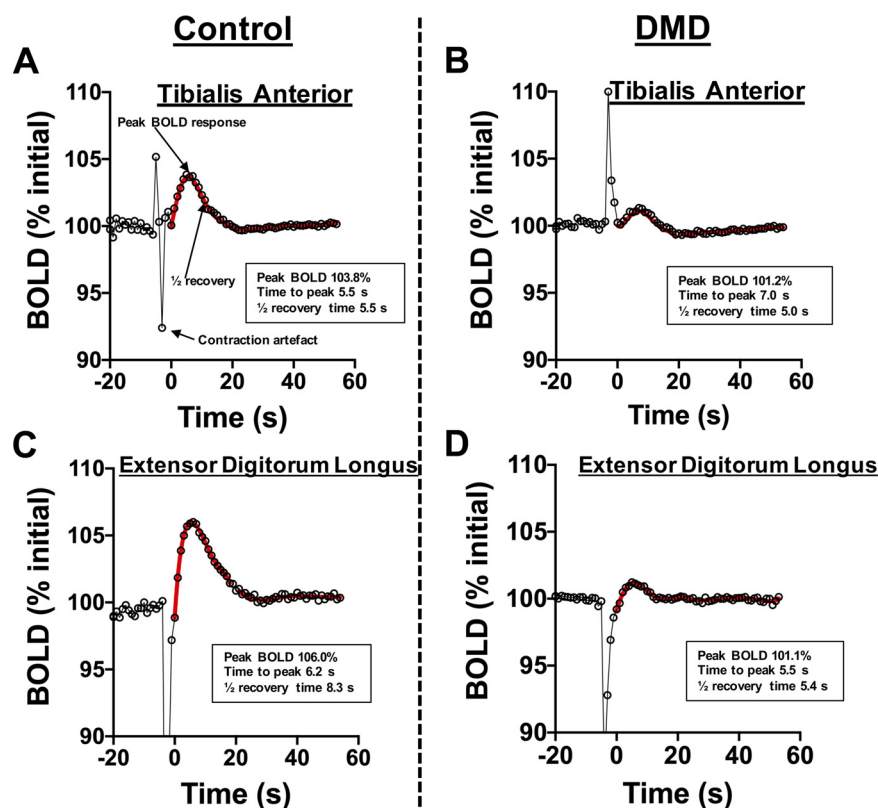 Control
DMD
A
Tibialis Anterior
110
105
100
95
90
BOLD (% initial)
Peak BOLD response
½ recovery
Contraction artefact
Peak BOLD 103.8%
Time to peak 5.5 s
½ recovery time 5.5 s
-20
0
20
40
60
Time (s)
B
Tibialis Anterior
110
105
100
95
90
BOLD (% initial)
Peak BOLD 101.2%
Time to peak 7.0 s
½ recovery time 5.0 s
-20
0
20
40
60
Time (s)
C
Extensor Digitorum Longus
110
105
100
95
90
BOLD (% initial)
Peak BOLD 106.0%
Time to peak 6.2 s
½ recovery time 8.3 s
-20
0
20
40
60
Time (s)
D
Extensor Digitorum Longus
110
105
100
95
90
BOLD (% initial)
Peak BOLD 101.1%
Time to peak 5.5 s
½ recovery time 5.4 s
-20
0
20
40
60
Time (s)